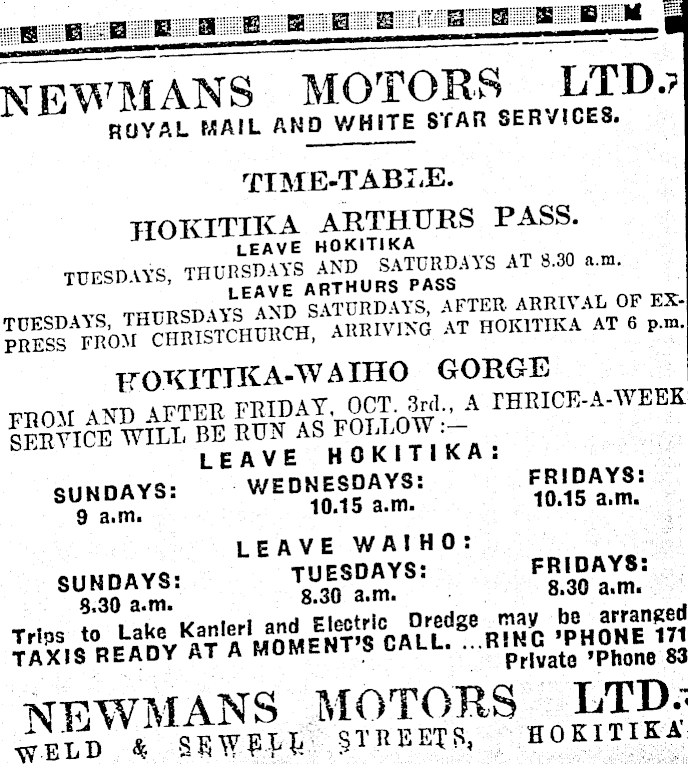 NEWMANS MOTORS LTD.,
ROYAL MAIL AND WHITE STAR SERVICES.
TIME-TABLE.
HOKITIKA ARTHURS PASS.
LEAVE HOKITIKA
TUESDAYS, THURSDAYS AND SATURDAYS AT 8.30 a.m.
LEAVE ARTHURS PASS
TUESDAYS, THURSDAYS AND SATURDAYS, AFTER ARRIVAL OF EX-
PRESS FROM CHRISTCHURCH, ARRIVING AT HOKITIKA AT 6 p.m.
HOKITIKA-WAIHO GORGE
FROM AND AFTER FRIDAY, OCT. 3rd., A THRICE-A-WEEK
SERVICE WILL BE RUN AS FOLLOW:—
LEAVE HOKITIKA:
SUNDAYS: WEDNESDAYS: FRIDAYS:
9 a.m. 10.15 a.m. 10.15 a.m.
LEAVE WAIHO:
SUNDAYS: TUESDAYS: FRIDAYS:
8.30 a.m. 8.30 a.m. 8.30 a.m.
Trips to Lake Kanieri and Electric Dredge may be arranged
TAXIS READY AT A MOMENT'S CALL. ...RING 'PHONE 171
Private 'Phone 83
NEWMANS MOTORS LTD.
WELD & SEWELL STREETS, HOKITIKA